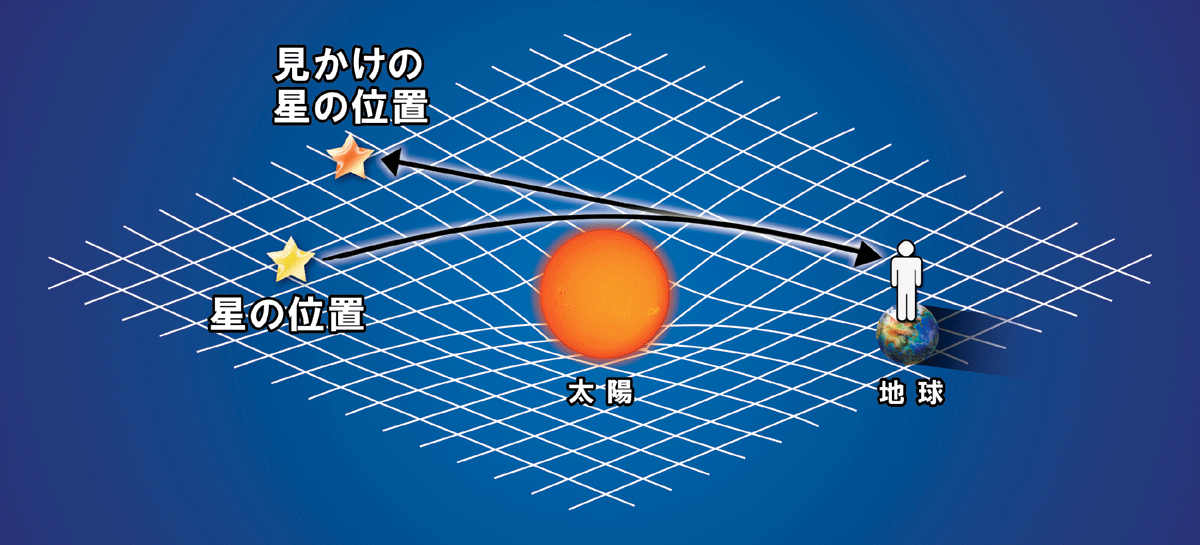 見かけの
星の位置
星の位置
太陽
地球